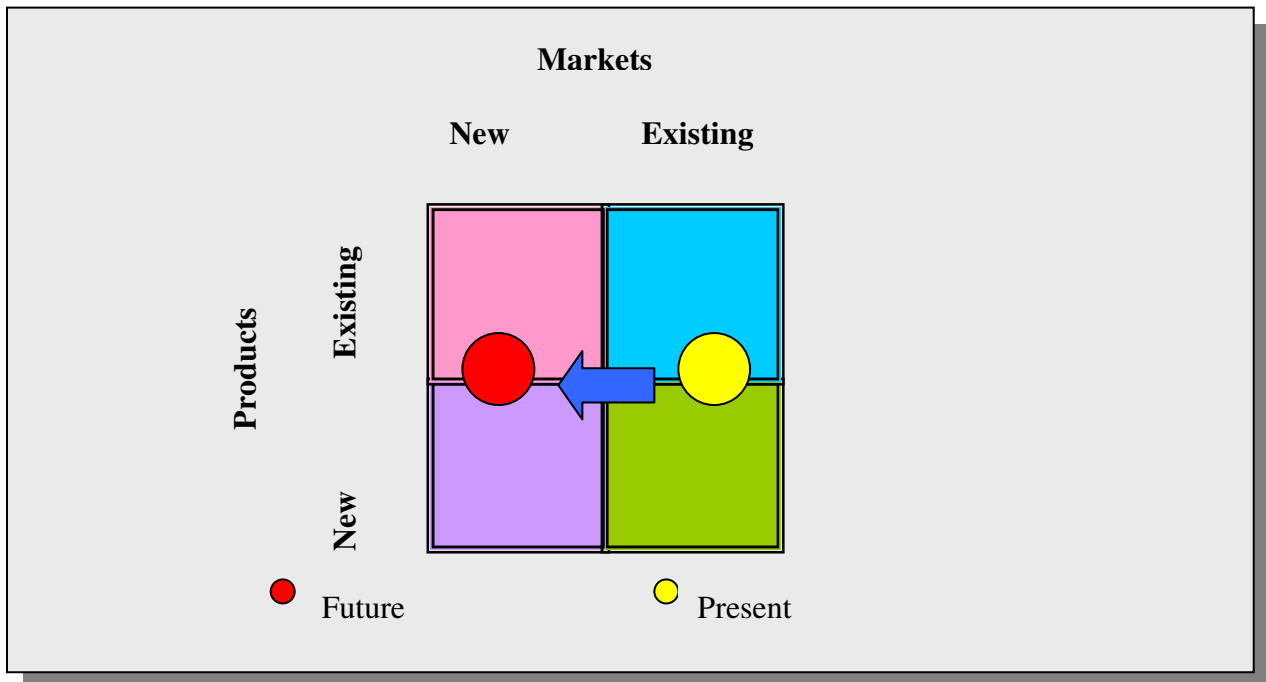 Markets
New Existing
Products
Existing
New
Future Present